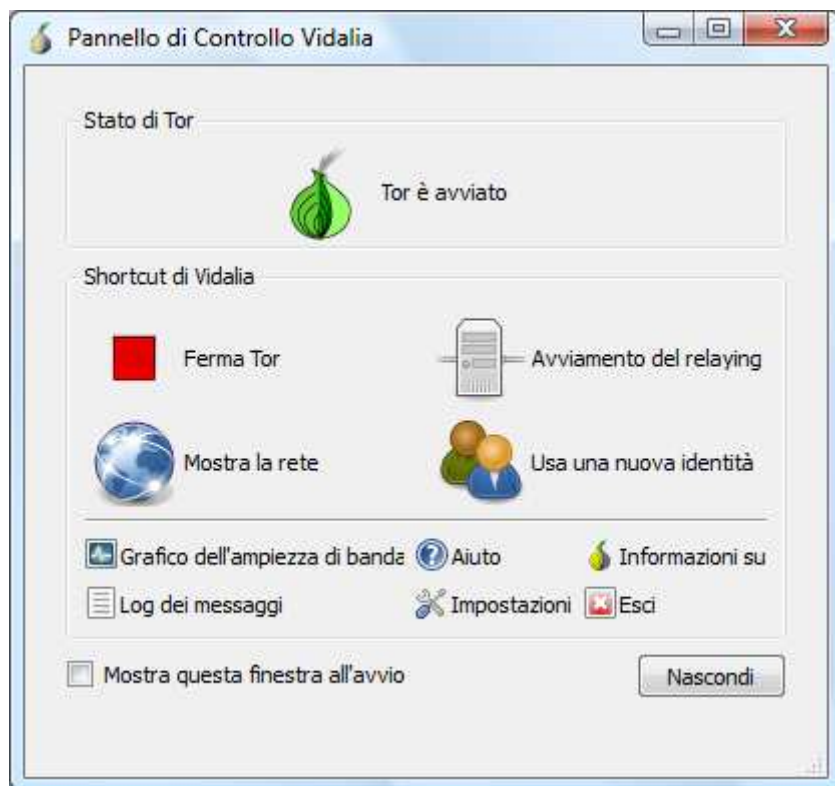 Pannello di Controllo Vidalia
Stato di Tor
Tor è avviato
Shortcut di Vidalia
Ferma Tor
Avviamento del relaying
Mostra la rete
Usa una nuova identità
Grafico dell'ampiezza di banda
Aiuto
Informazioni su
Log dei messaggi
Impostazioni
Esci
Mostra questa finestra all'avvio
Nascondi